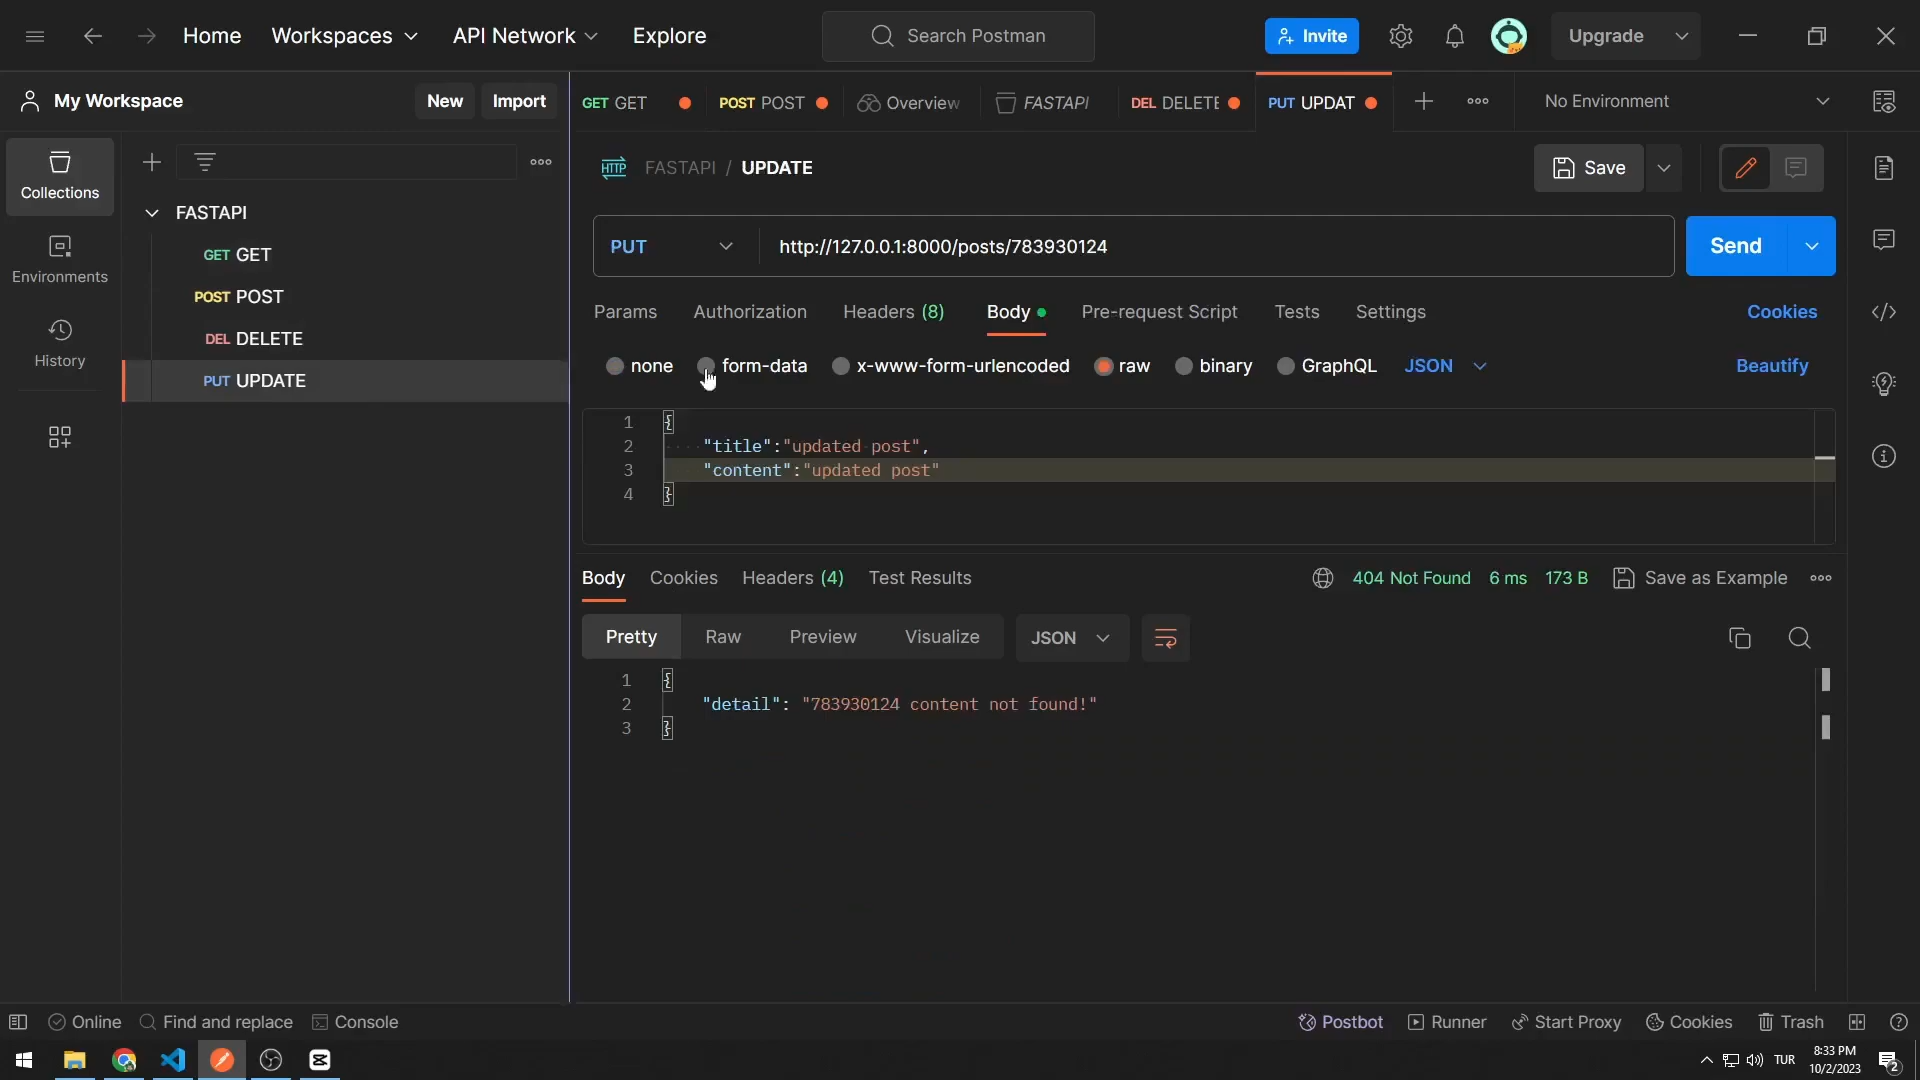 Home Workspaces API Network Explore Search Postman Invite Upgrade
My Workspace New Import
GET GET POST POST Overview FASTAPI DEL DELETE PUT UPDAT No Environment
Collections
Environments
History
FASTAPI
GET GET
POST POST
DEL DELETE
PUT UPDATE
HTTP FASTAPI / UPDATE Save
PUT http://127.0.0.1:8000/posts/783930124 Send
Params Authorization Headers (8) Body Pre-request Script Tests Settings Cookies
none form-data x-www-form-urlencoded raw binary GraphQL JSON Beautify
1 {
2 "title":"updated post",
3 "content":"updated post"
4 }
Body Cookies Headers (4) Test Results 404 Not Found 6 ms 173 B Save as Example
Pretty Raw Preview Visualize JSON
1 {
2 "detail": "783930124 content not found!"
3 }
Online Find and replace Console Postbot Runner Start Proxy Cookies Trash
TUR 8:33 PM
10/2/2023 2